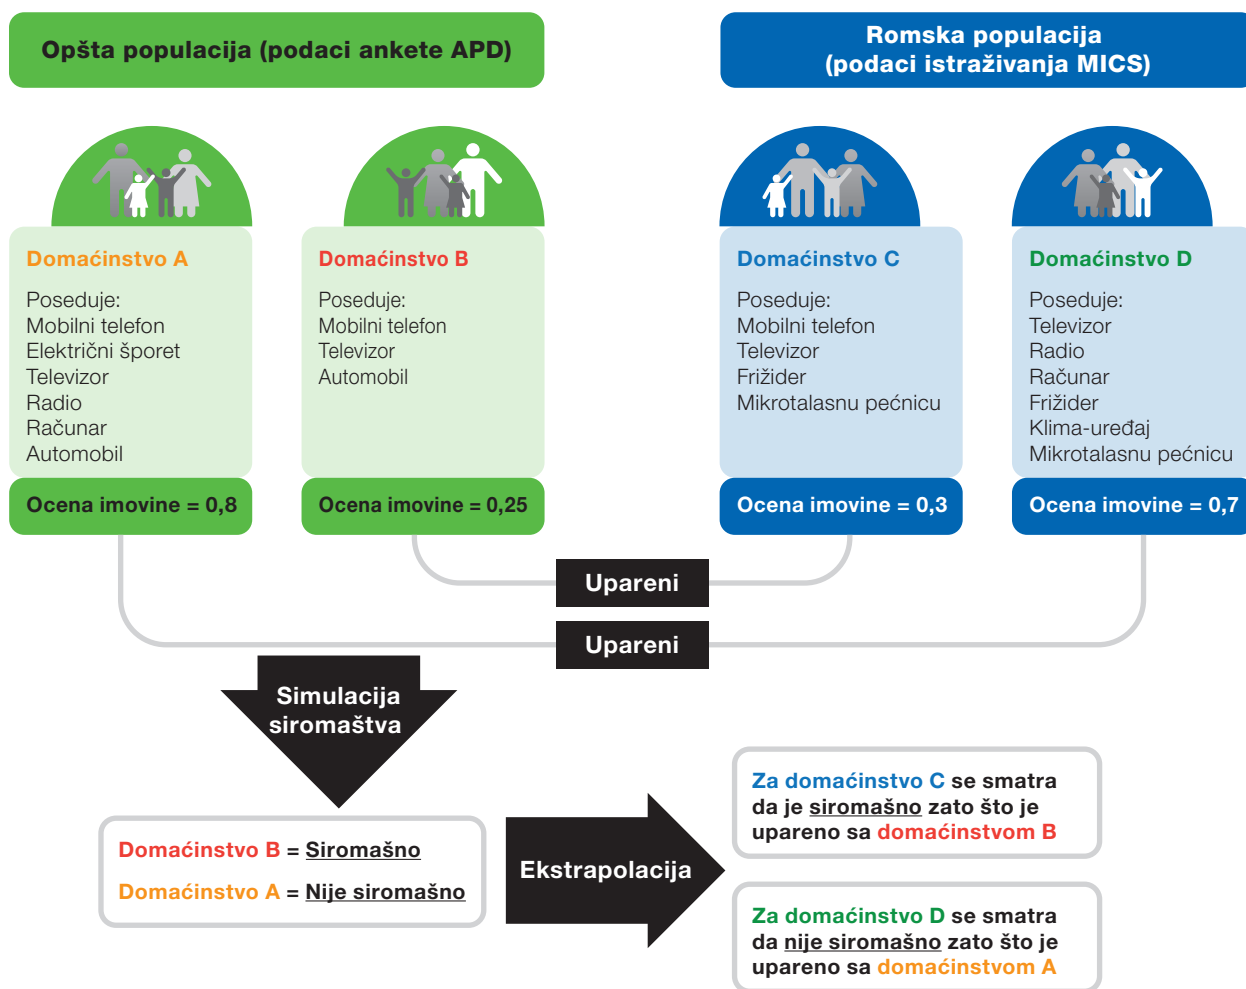 Opšta populacija (podaci ankete APD)
Romska populacija
(podaci istraživanja MICS)
Domaćinstvo A
Poseduje:
Mobilni telefon
Električni šporet
Televizor
Radio
Računar
Automobil
Ocena imovine = 0,8
Domaćinstvo B
Poseduje:
Mobilni telefon
Televizor
Automobil
Ocena imovine = 0,25
Domaćinstvo C
Poseduje:
Mobilni telefon
Televizor
Frižider
Mikrotalasnu pećnicu
Ocena imovine = 0,3
Domaćinstvo D
Poseduje:
Televizor
Radio
Računar
Frižider
Klima-uređaj
Mikrotalasnu pećnicu
Ocena imovine = 0,7
Upareni
Upareni
Simulacija
siromaštva
Domaćinstvo B = Siromašno
Domaćinstvo A = Nije siromašno
Ekstrapolacija
Za domaćinstvo C se smatra
da je siromašno zato što je
upareno sa domaćinstvom B
Za domaćinstvo D se smatra
da nije siromašno zato što je
upareno sa domaćinstvom A